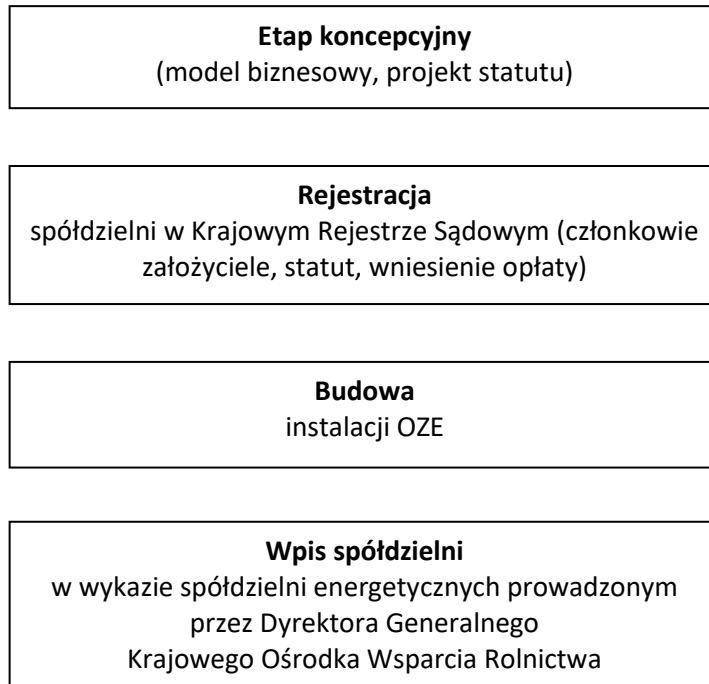 Etap koncepcyjny
(model biznesowy, projekt statutu)
Rejestracja
spółdzielni w Krajowym Rejestrze Sądowym (członkowie
założyciele, statut, wniesienie opłaty)
Budowa
instalacji OZE
Wpis spółdzielni
w wykazie spółdzielni energetycznych prowadzonym
przez Dyrektora Generalnego
Krajowego Ośrodka Wsparcia Rolnictwa